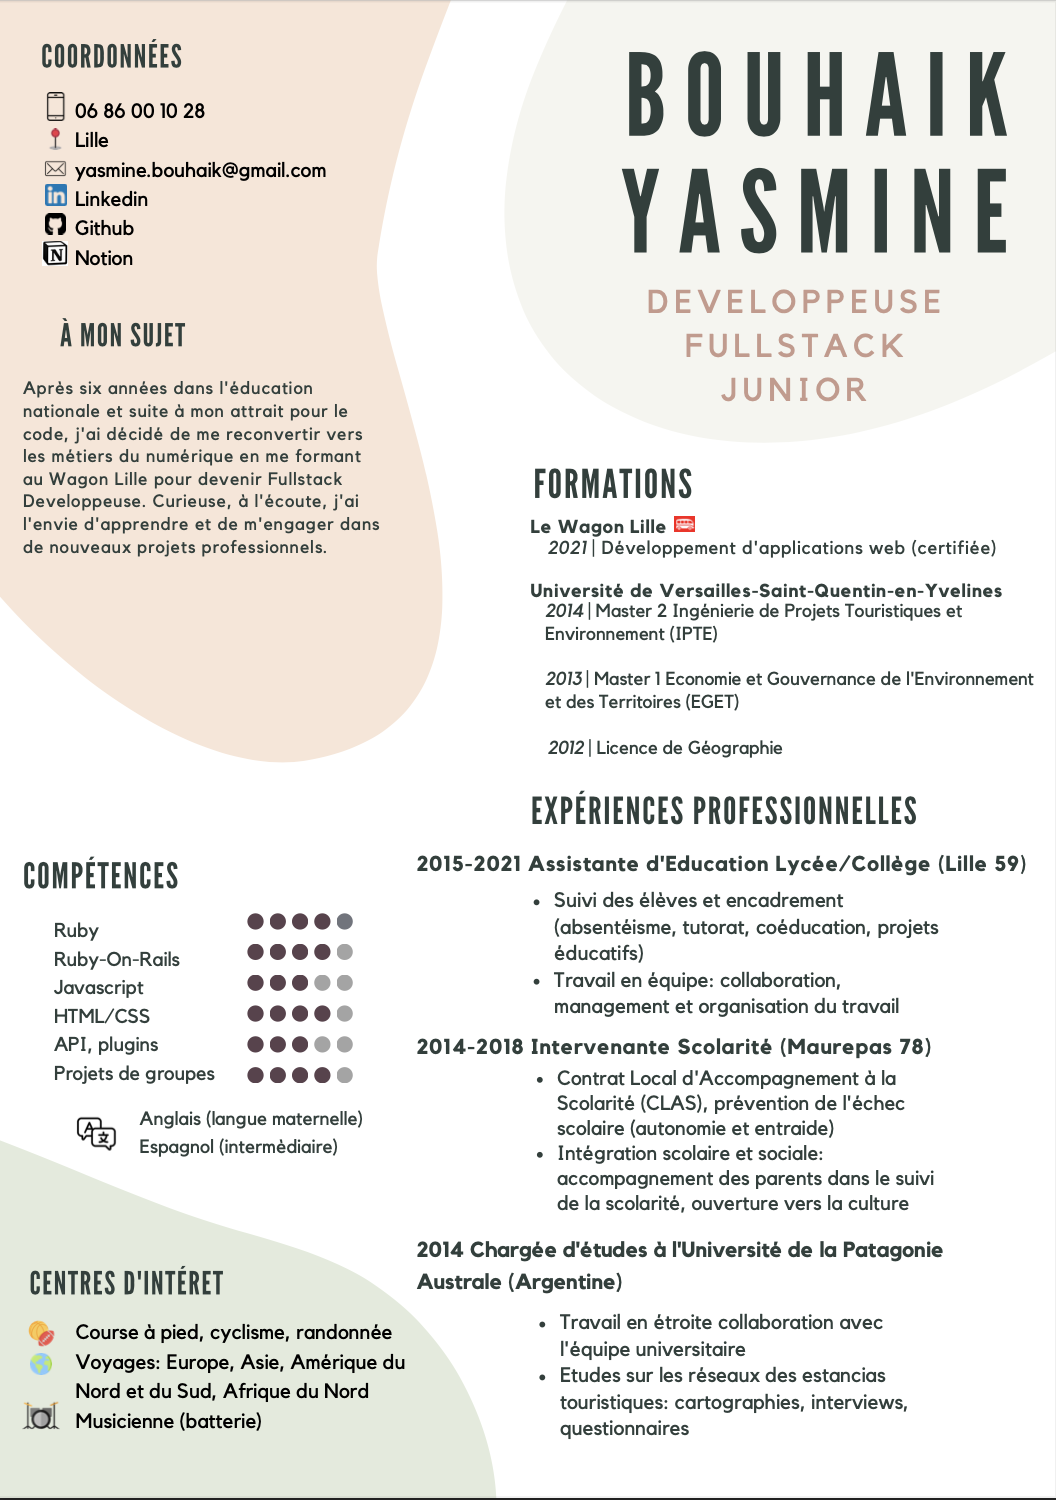 COORDONNÉES
06 86 00 10 28
Lille
yasmine.bouhaik@gmail.com
Linkedin
Github
Notion
À MON SUJET
Après six années dans l'éducation
nationale et suite à mon attrait pour le
code, j'ai décidé de me reconvertir vers
les métiers du numérique en me formant
au Wagon Lille pour devenir Fullstack
Developpeuse. Curieuse, à l'écoute, j'ai
l'envie d'apprendre et de m'engager dans
de nouveaux projets professionnels.
COMPÉTENCES
Ruby
Ruby-On-Rails
Javascript
HTML/CSS
API, plugins
Projets de groupes
Anglais (langue maternelle)
Espagnol (intermèdiaire)
CENTRES D'INTÉRET
Course à pied, cyclisme, randonnée
Voyages: Europe, Asie, Amérique du
Nord et du Sud, Afrique du Nord
Musicienne (batterie)
BOUHAIK
YASMINE
DEVELOPPEUSE
FULLSTACK
JUNIOR
FORMATIONS
Le Wagon Lille
2021| Développement d'applications web (certifiée)
Université de Versailles-Saint-Quentin-en-Yvelines
2014 | Master 2 Ingénierie de Projets Touristiques et
Environnement (IPTE)
2013 | Master 1 Economie et Gouvernance de l'Environnement
et des Territoires (EGET)
2012 | Licence de Géographie
EXPÉRIENCES PROFESSIONNELLES
2015-2021 Assistante d'Education Lycée/Collège (Lille 59)
• Suivi des élèves et encadrement
(absentéisme, tutorat, coéducation, projets
éducatifs)
• Travail en équipe: collaboration,
management et organisation du travail
2014-2018 Intervenante Scolarité (Maurepas 78)
• Contrat Local d'Accompagnement à la
Scolarité (CLAS), prévention de l'échec
scolaire (autonomie et entraide)
• Intégration scolaire et sociale:
accompagnement des parents dans le suivi
de la scolarité, ouverture vers la culture
2014 Chargée d'études à l'Université de la Patagonie
Australe (Argentine)
• Travail en étroite collaboration avec
l'équipe universitaire
• Etudes sur les réseaux des estancias
touristiques: cartographies, interviews,
questionnaires